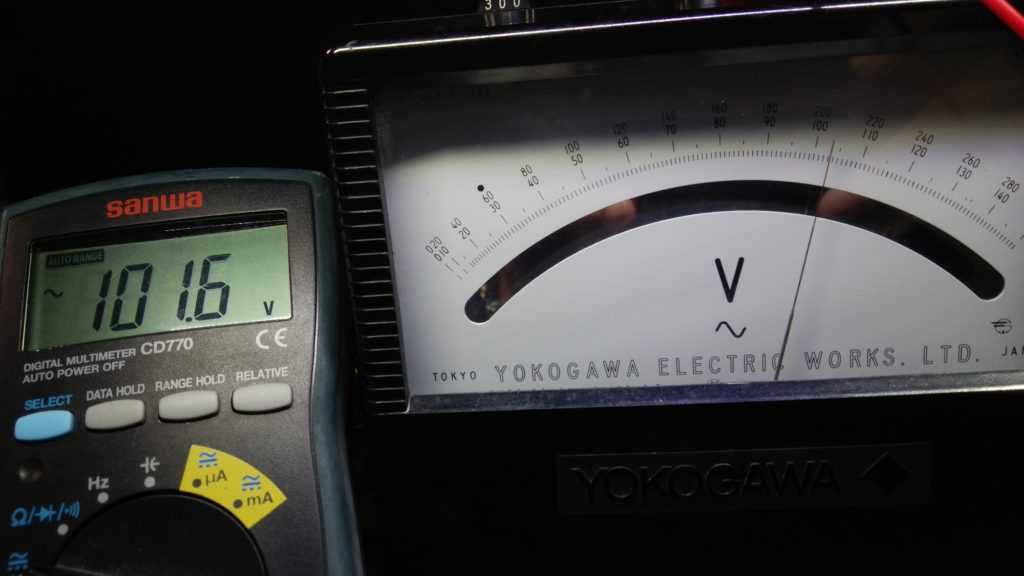 300
sanwa
AUTO RANGE
~ 101.6 V
CE
DIGITAL MULTIMETER CD770
AUTO POWER OFF
SELECT
DATA HOLD
RANGE HOLD
RELATIVE
Hz
μA
mA
Ω
0 20 40 60 80 100 120 140 160 180 200 220 240 260 280
0 10 20 30 40 50 60 70 80 90 100 110 120 130 140
V
~
TOKYO YOKOGAWA ELECTRIC WORKS, LTD.
YOKOGAWA